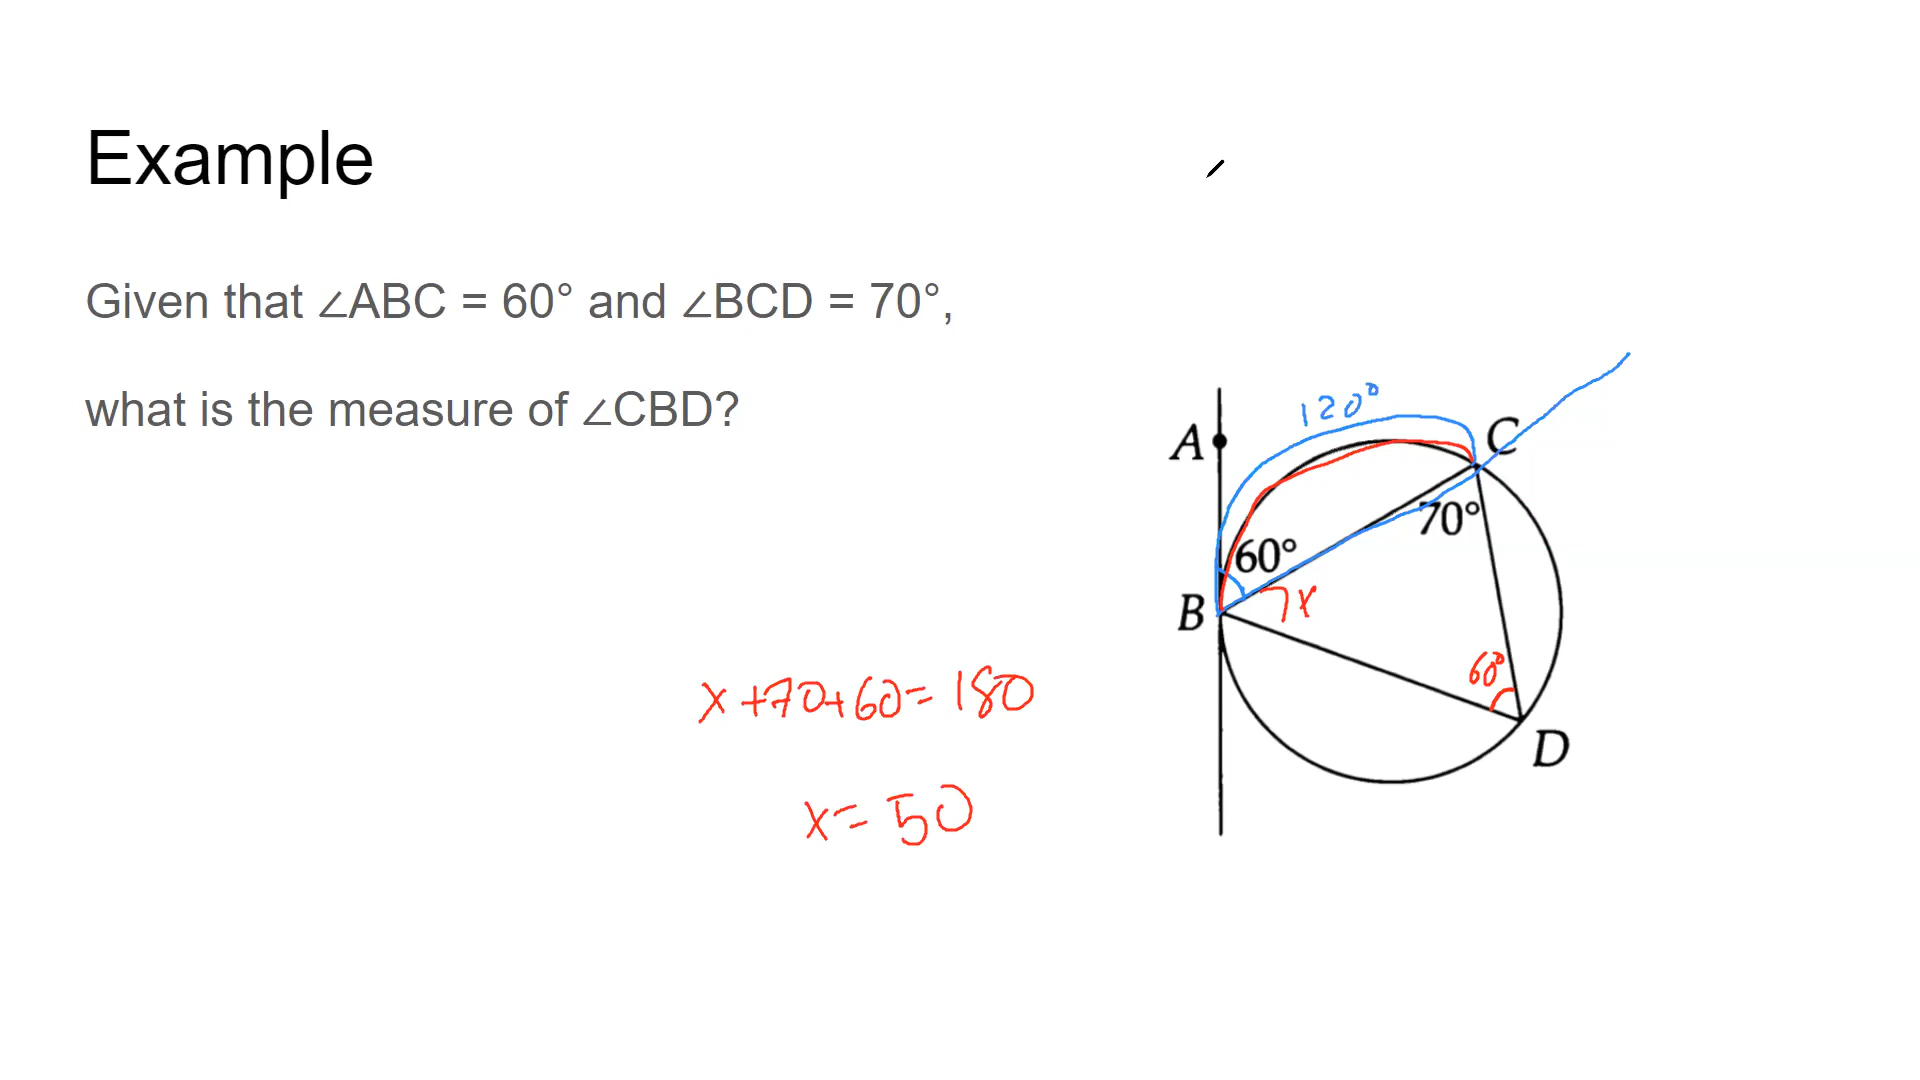 Example
Given that ∠ABC = 60° and ∠BCD = 70°,
what is the measure of ∠CBD?
120°
A
C
70°
60°
B
x
60°
D
x+70+60=180
x=50